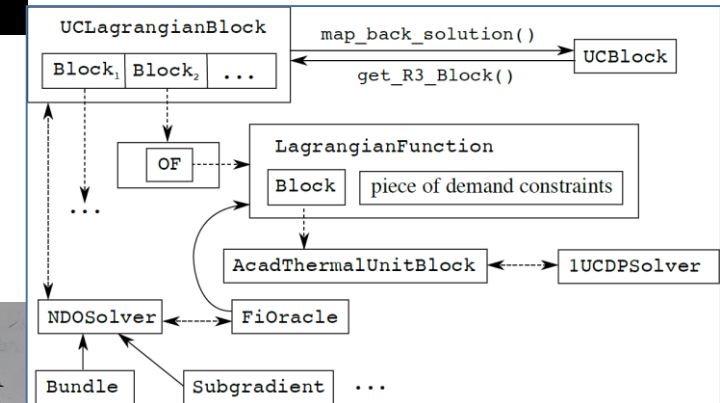 UCLagrangianBlock
map_back_solution()
UCBlock
Block₁ Block₂ ...
get_R3_Block()
OF
LagrangianFunction
Block piece of demand constraints
...
AcadThermalUnitBlock 1UCDPSolver
NDOSolver FiOracle
Bundle Subgradient ...